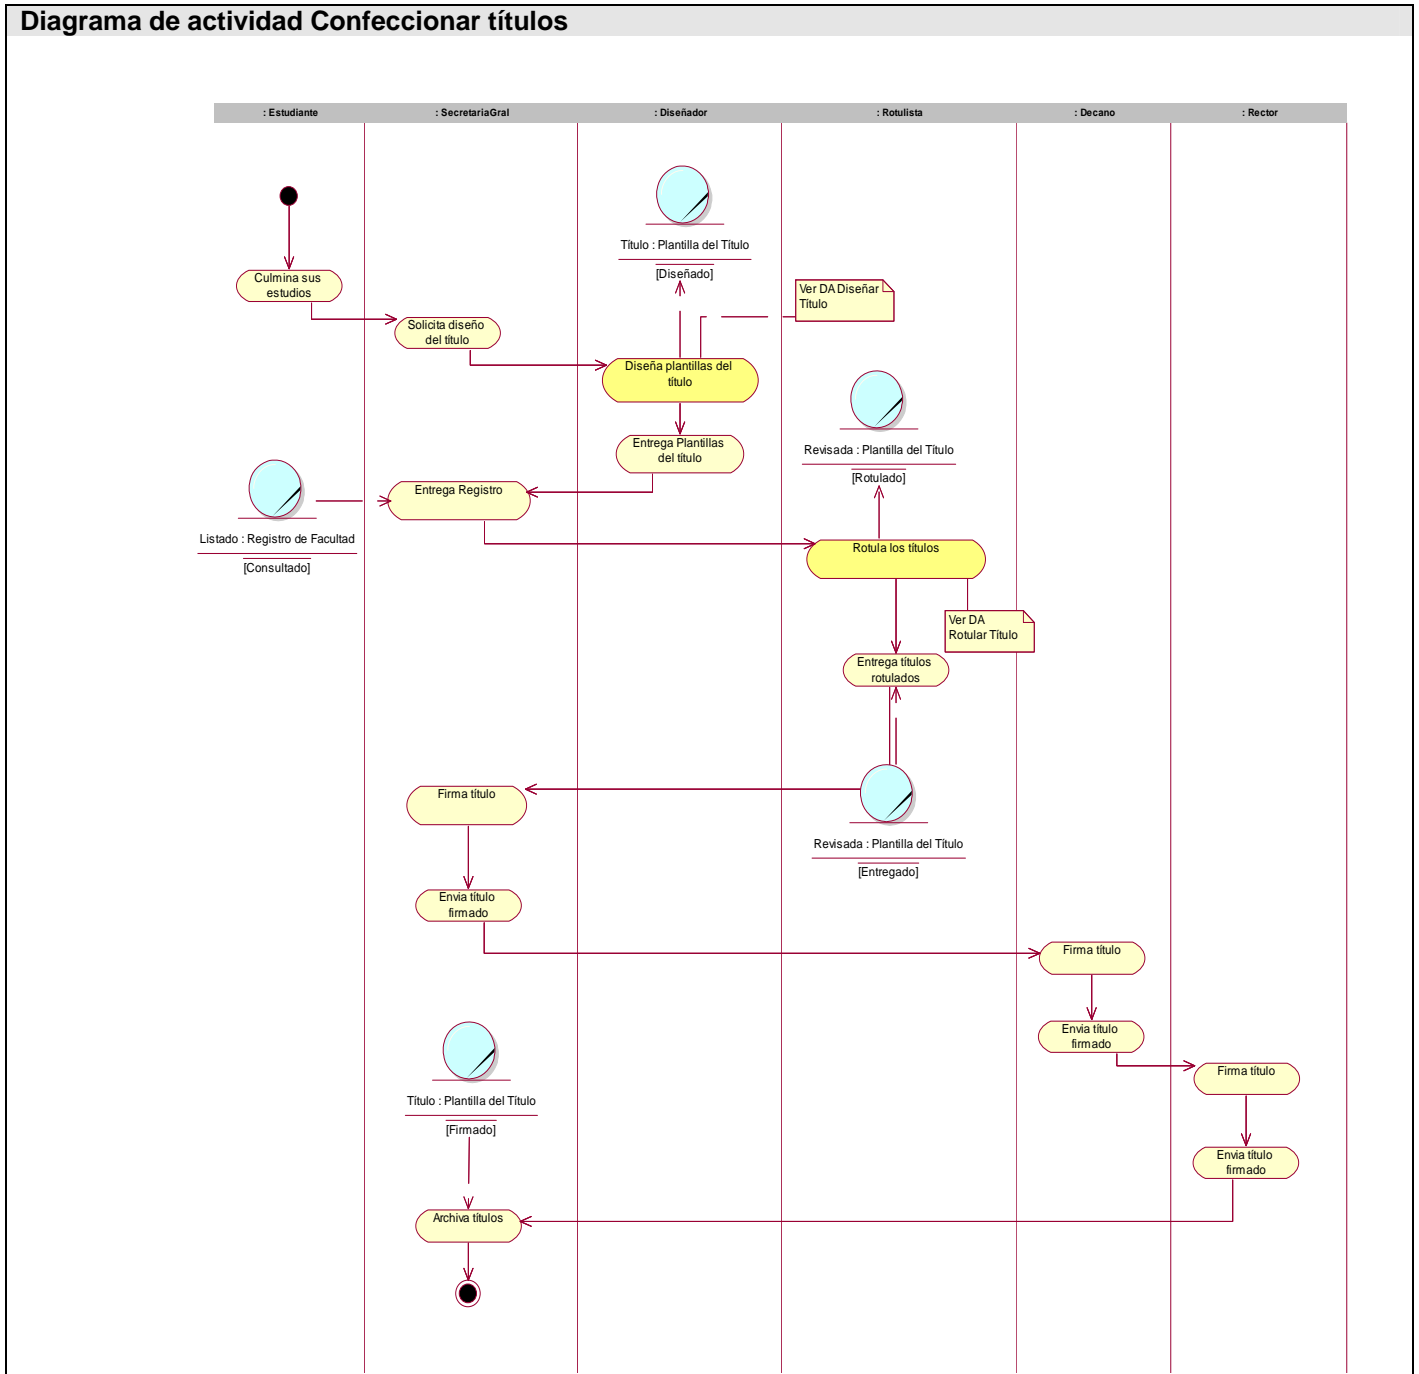 Diagrama de actividad Confeccionar títulos
: Estudiante
: SecretariaGral
: Diseñador
: Rotulista
: Decano
: Rector
Título : Plantilla del Título
[Diseñado]
Culmina sus
estudios
Ver DA Diseñar
Título
Solicita diseño
del título
Diseña plantillas del
título
Entrega Plantillas
del título
Revisada : Plantilla del Título
[Rotulado]
Entrega Registro
Listado : Registro de Facultad
[Consultado]
Rotula los títulos
Ver DA
Rotular Título
Entrega títulos
rotulados
Firma título
Revisada : Plantilla del Título
[Entregado]
Envia título
firmado
Firma título
Envia título
firmado
Firma título
Título : Plantilla del Título
[Firmado]
Envia título
firmado
Archiva títulos